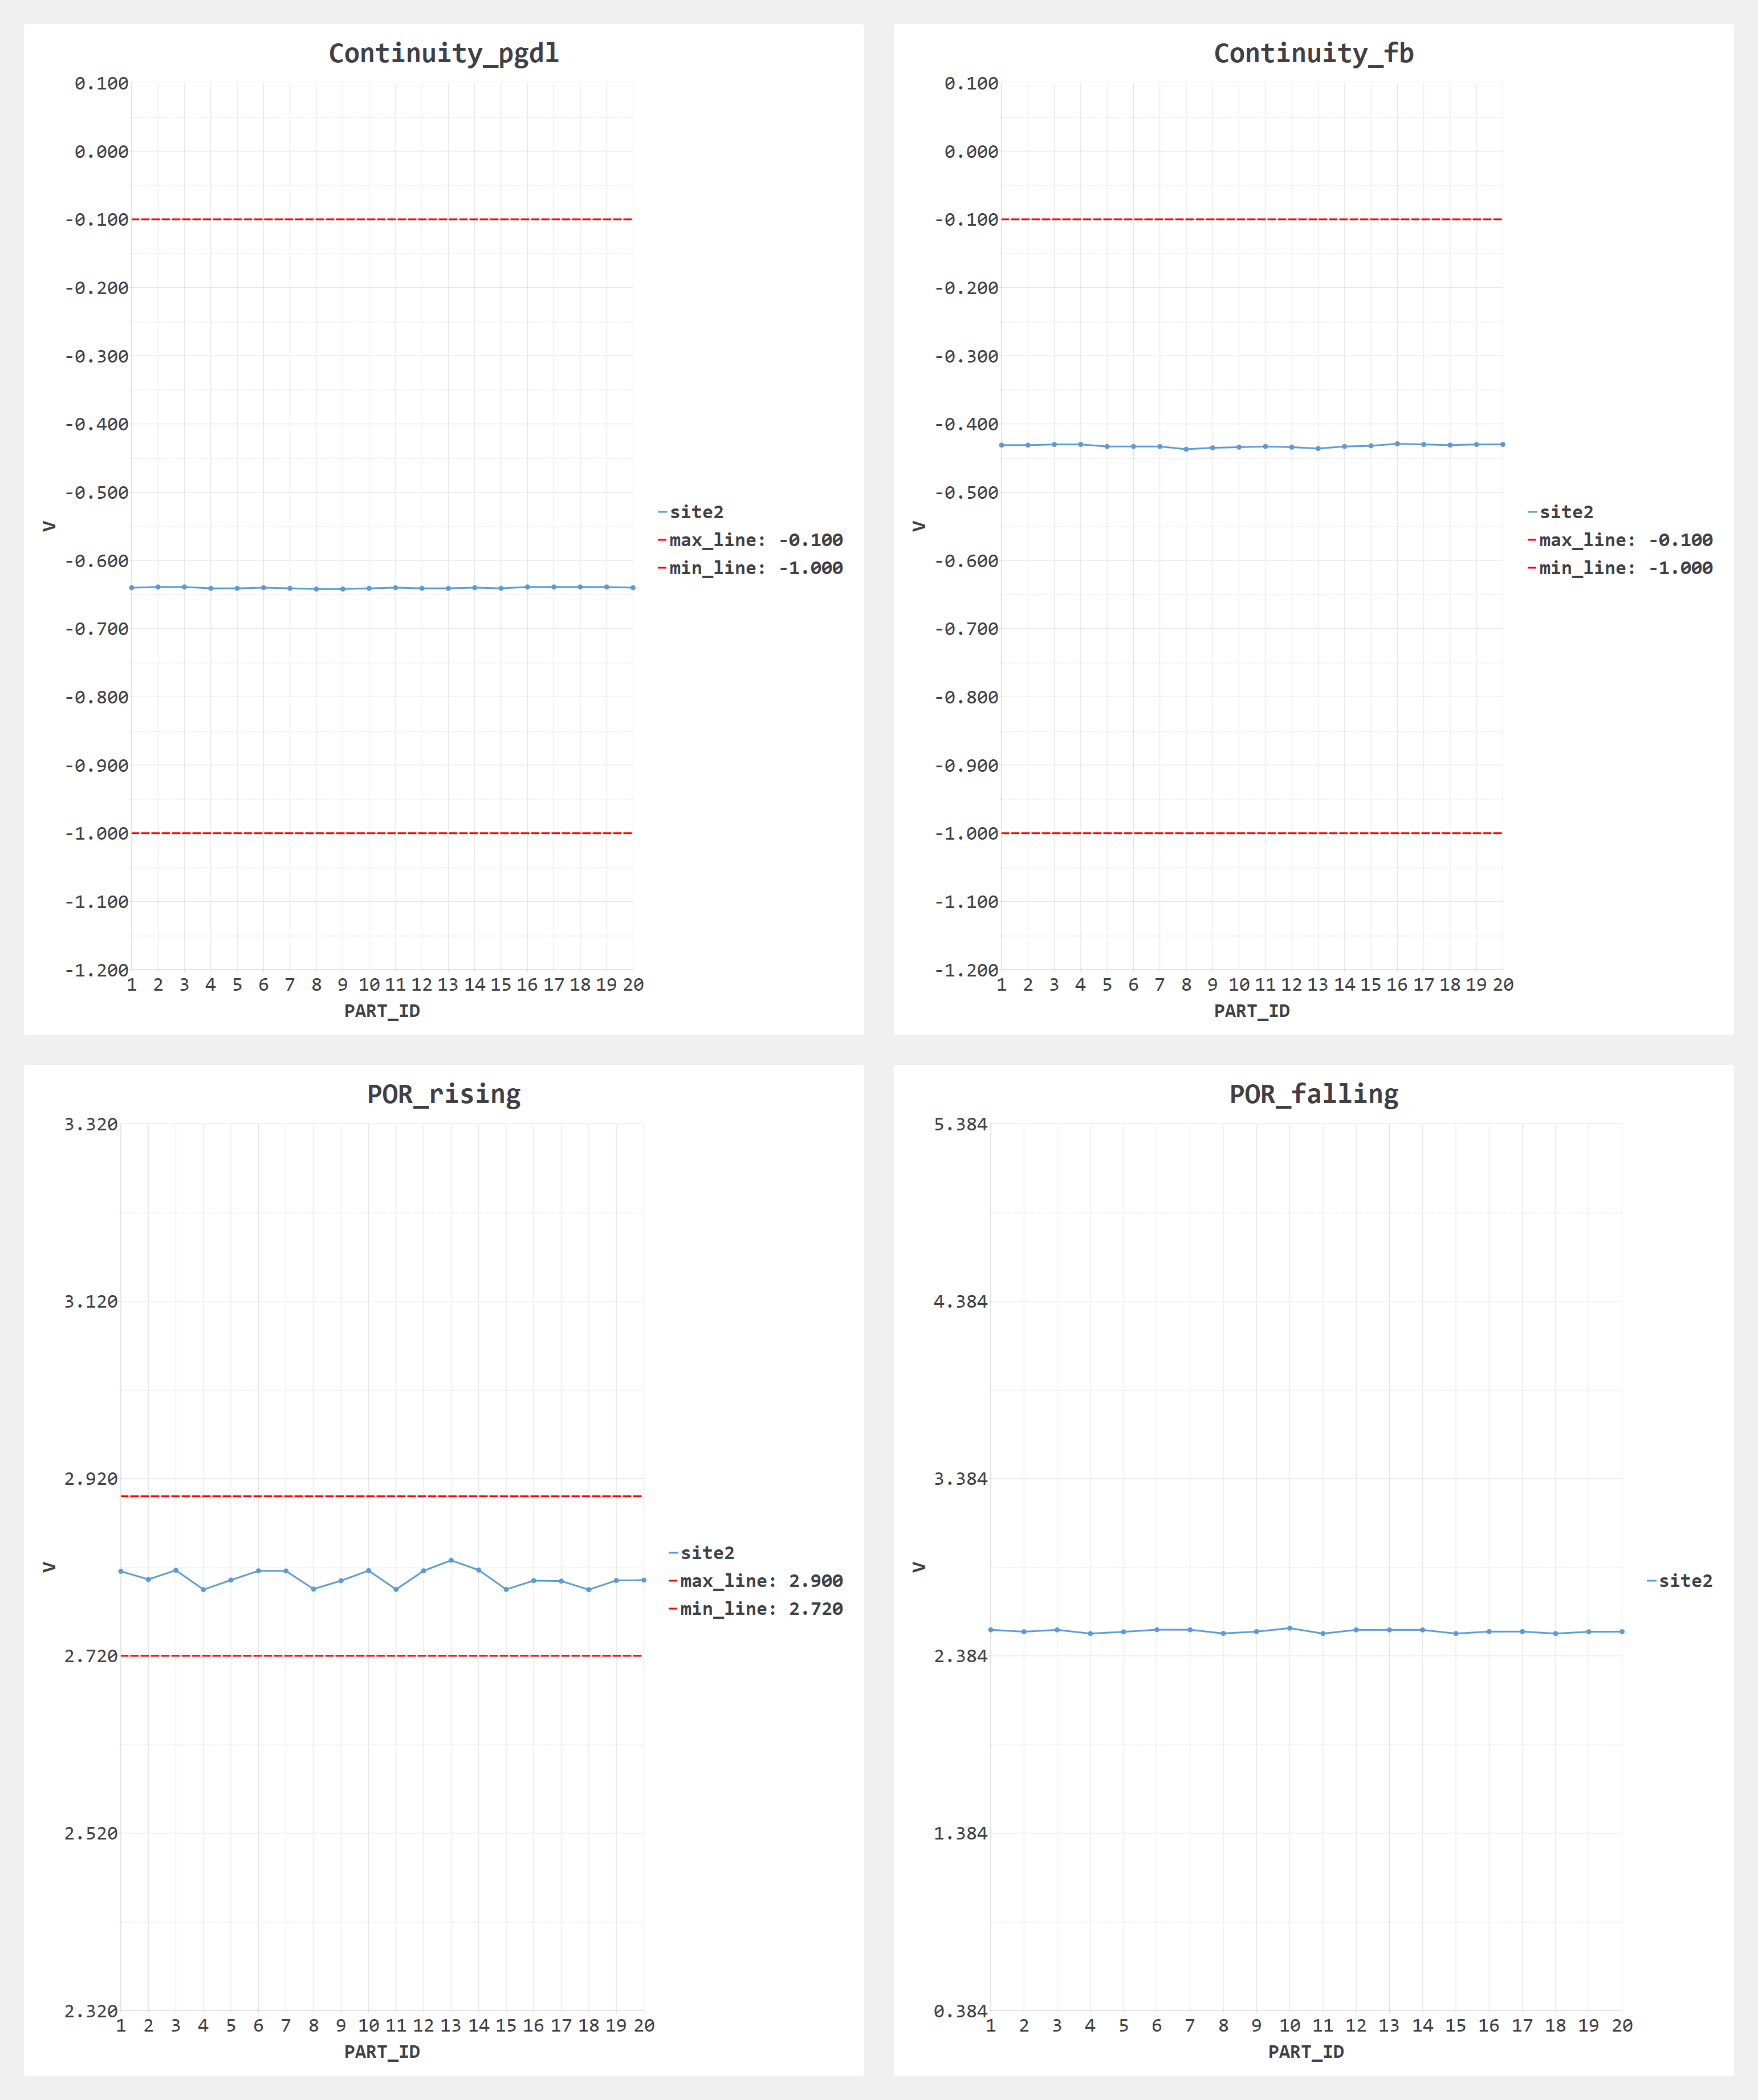 Continuity_pgdl
0.100
0.000
-0.100
-0.200
-0.300
-0.400
-0.500
-0.600
-0.700
-0.800
-0.900
-1.000
-1.100
-1.200
V
1 2 3 4 5 6 7 8 9 10 11 12 13 14 15 16 17 18 19 20
PART_ID
site2
max_line: -0.100
min_line: -1.000
Continuity_fb
0.100
0.000
-0.100
-0.200
-0.300
-0.400
-0.500
-0.600
-0.700
-0.800
-0.900
-1.000
-1.100
-1.200
V
1 2 3 4 5 6 7 8 9 10 11 12 13 14 15 16 17 18 19 20
PART_ID
site2
max_line: -0.100
min_line: -1.000
POR_rising
3.320
3.120
2.920
2.720
2.520
2.320
V
1 2 3 4 5 6 7 8 9 10 11 12 13 14 15 16 17 18 19 20
PART_ID
site2
max_line: 2.900
min_line: 2.720
POR_falling
5.384
4.384
3.384
2.384
1.384
0.384
V
1 2 3 4 5 6 7 8 9 10 11 12 13 14 15 16 17 18 19 20
PART_ID
site2